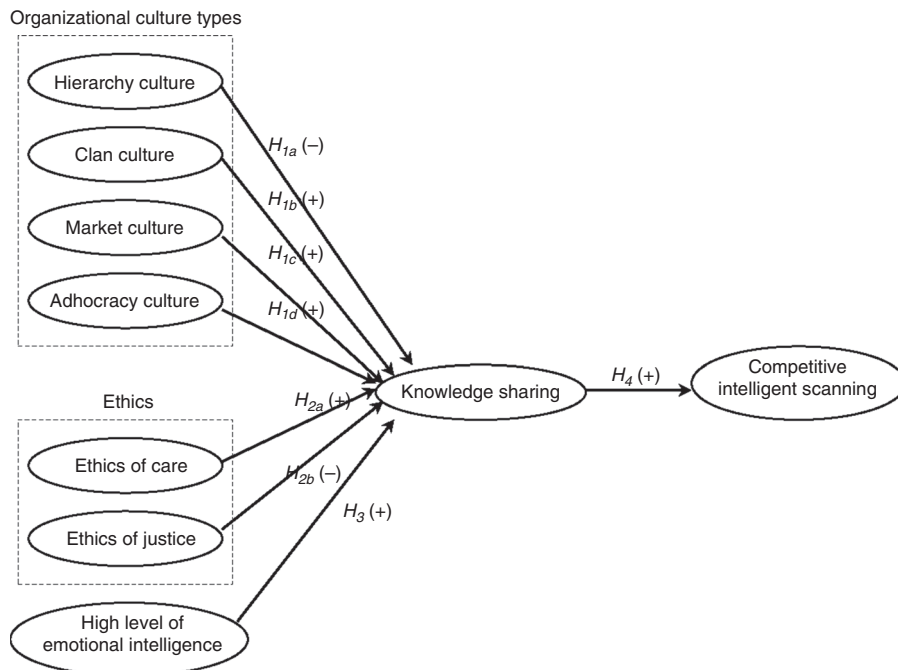 Organizational culture types
Hierarchy culture
Clan culture
Market culture
Adhocracy culture
H1a (–)
H1b (+)
H1c (+)
H1d (+)
Ethics
Ethics of care
Ethics of justice
H2a (+)
H2b (–)
High level of
emotional intelligence
H3 (+)
Knowledge sharing
H4 (+)
Competitive
intelligent scanning